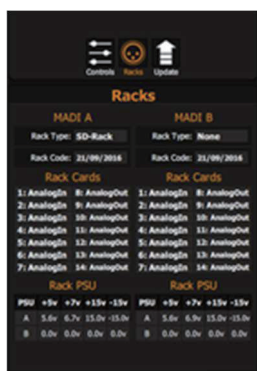 Controls Racks Update
Racks
MADI A MADI B
Rack Type: SD-Rack Rack Type: None
Rack Code: 21/09/2016 Rack Code: 21/09/2016
Rack Cards Rack Cards
1: AnalogIn 8: AnalogOut 1: AnalogIn 8: AnalogOut
2: AnalogIn 9: AnalogOut 2: AnalogIn 9: AnalogOut
3: AnalogIn 10: AnalogOut 3: AnalogIn 10: AnalogOut
4: AnalogIn 11: AnalogOut 4: AnalogIn 11: AnalogOut
5: AnalogIn 12: AnalogOut 5: AnalogIn 12: AnalogOut
6: AnalogIn 13: AnalogOut 6: AnalogIn 13: AnalogOut
7: AnalogIn 14: AnalogOut 7: AnalogIn 14: AnalogOut
Rack PSU Rack PSU
PSU +5v +7v +15v -15v PSU +5v +7v +15v -15v
A 5.6v 6.7v 15.0v -15.0v A 5.6v 6.9v 15.0v -15.0v
B 0.0v 0.0v 0.0v 0.0v B 0.0v 0.0v 0.0v 0.0v